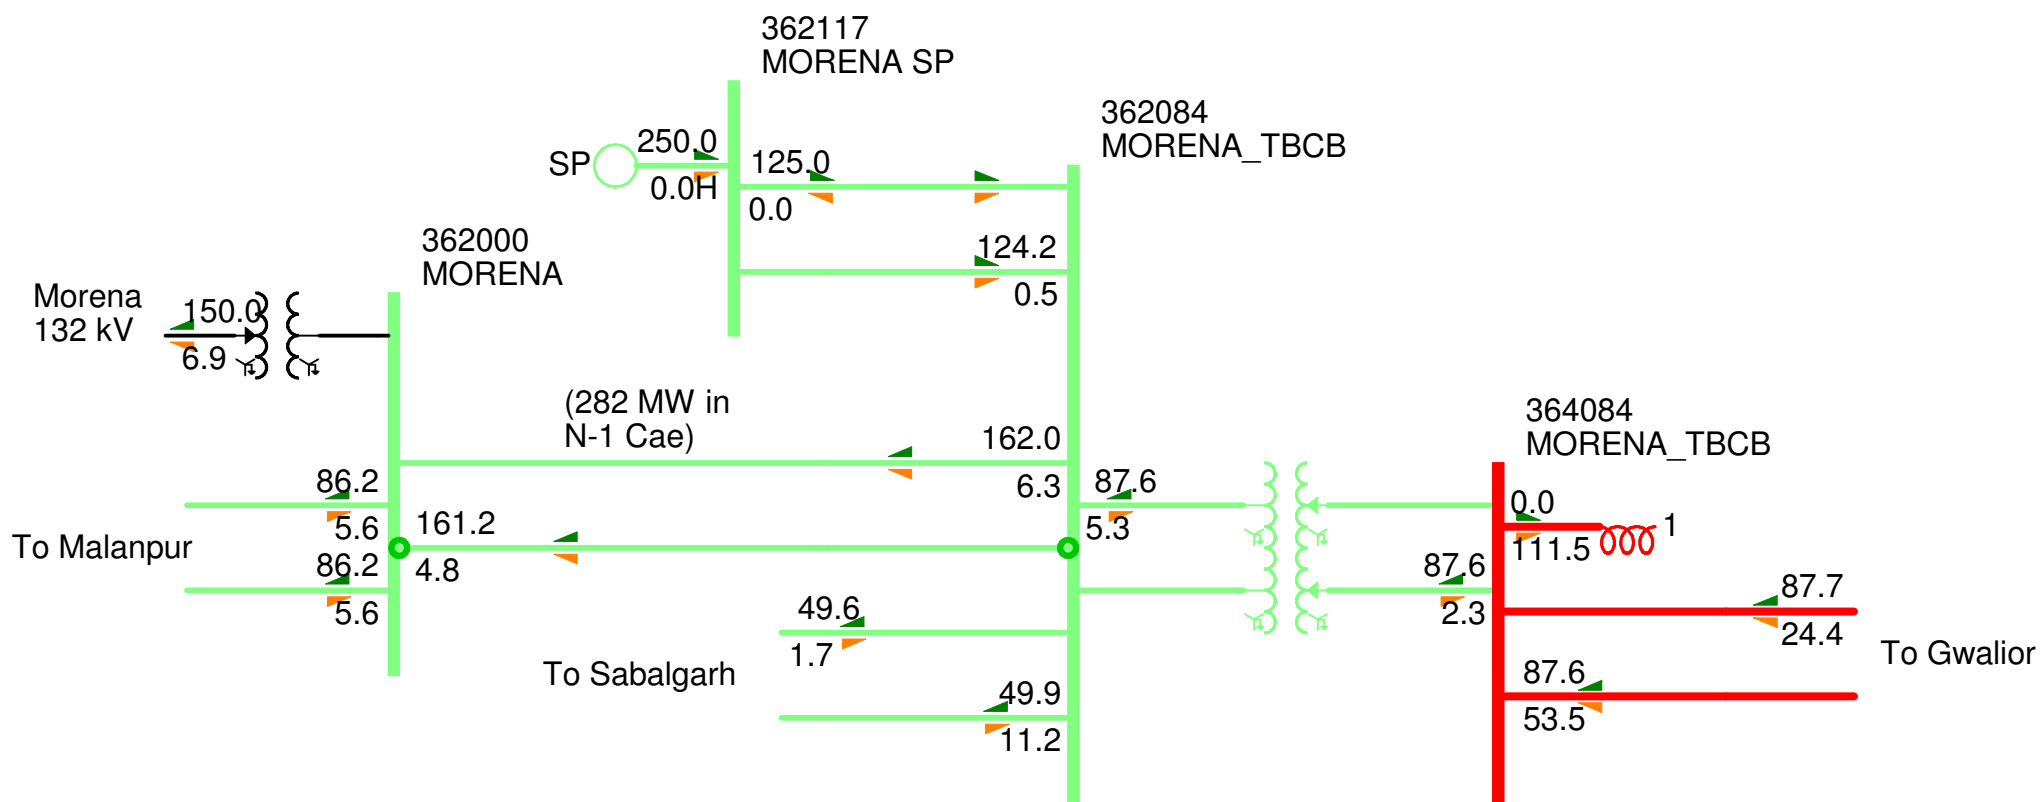 362117
MORENA SP
362084
MORENA_TBCB
250.0
SP
0.0H
125.0
0.0
124.2
0.5
362000
MORENA
Morena
132 kV
150.0
6.9
(282 MW in
N-1 Cae)
162.0
6.3
364084
MORENA_TBCB
86.2
5.6
87.6
5.3
0.0
1
111.5
To Malanpur
161.2
4.8
86.2
5.6
87.6
2.3
87.7
24.4
To Gwalior
49.6
1.7
To Sabalgarh
49.9
11.2
87.6
53.5